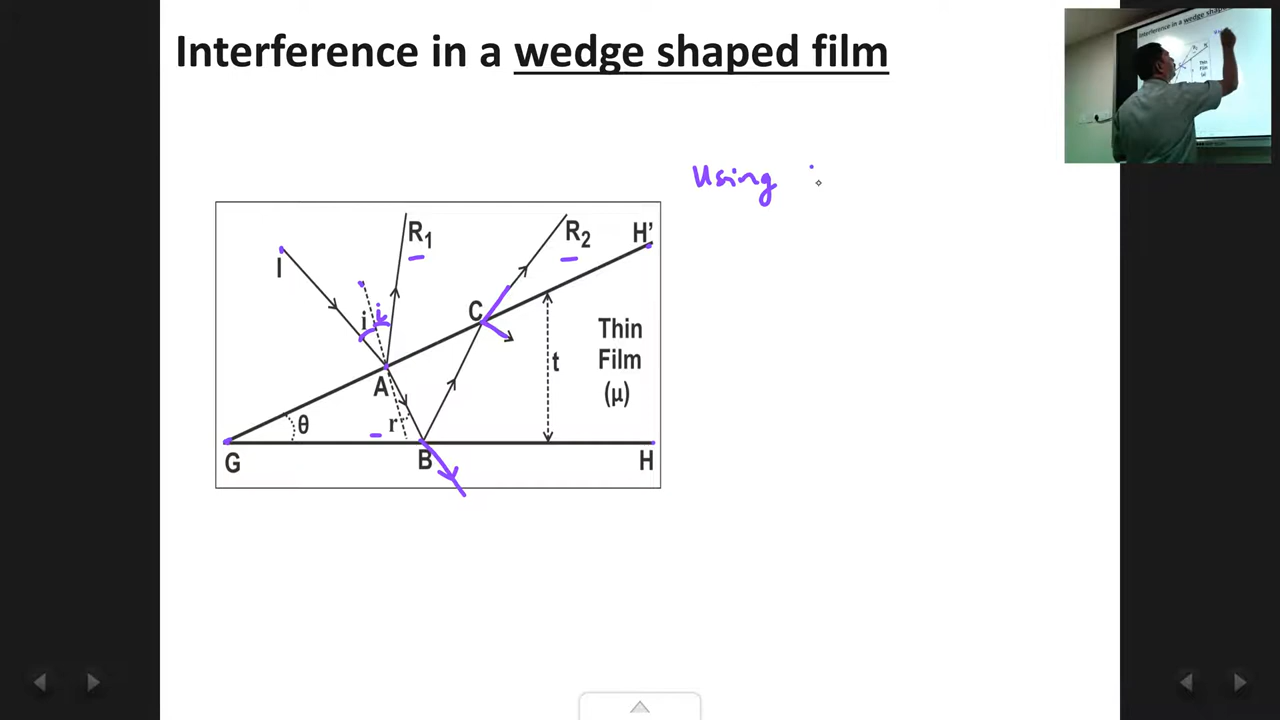 Interference in a wedge shaped film
Using i
R1
R2
H'
I
i
i
C
A
t
Thin
Film
(μ)
θ
r
G
B
H